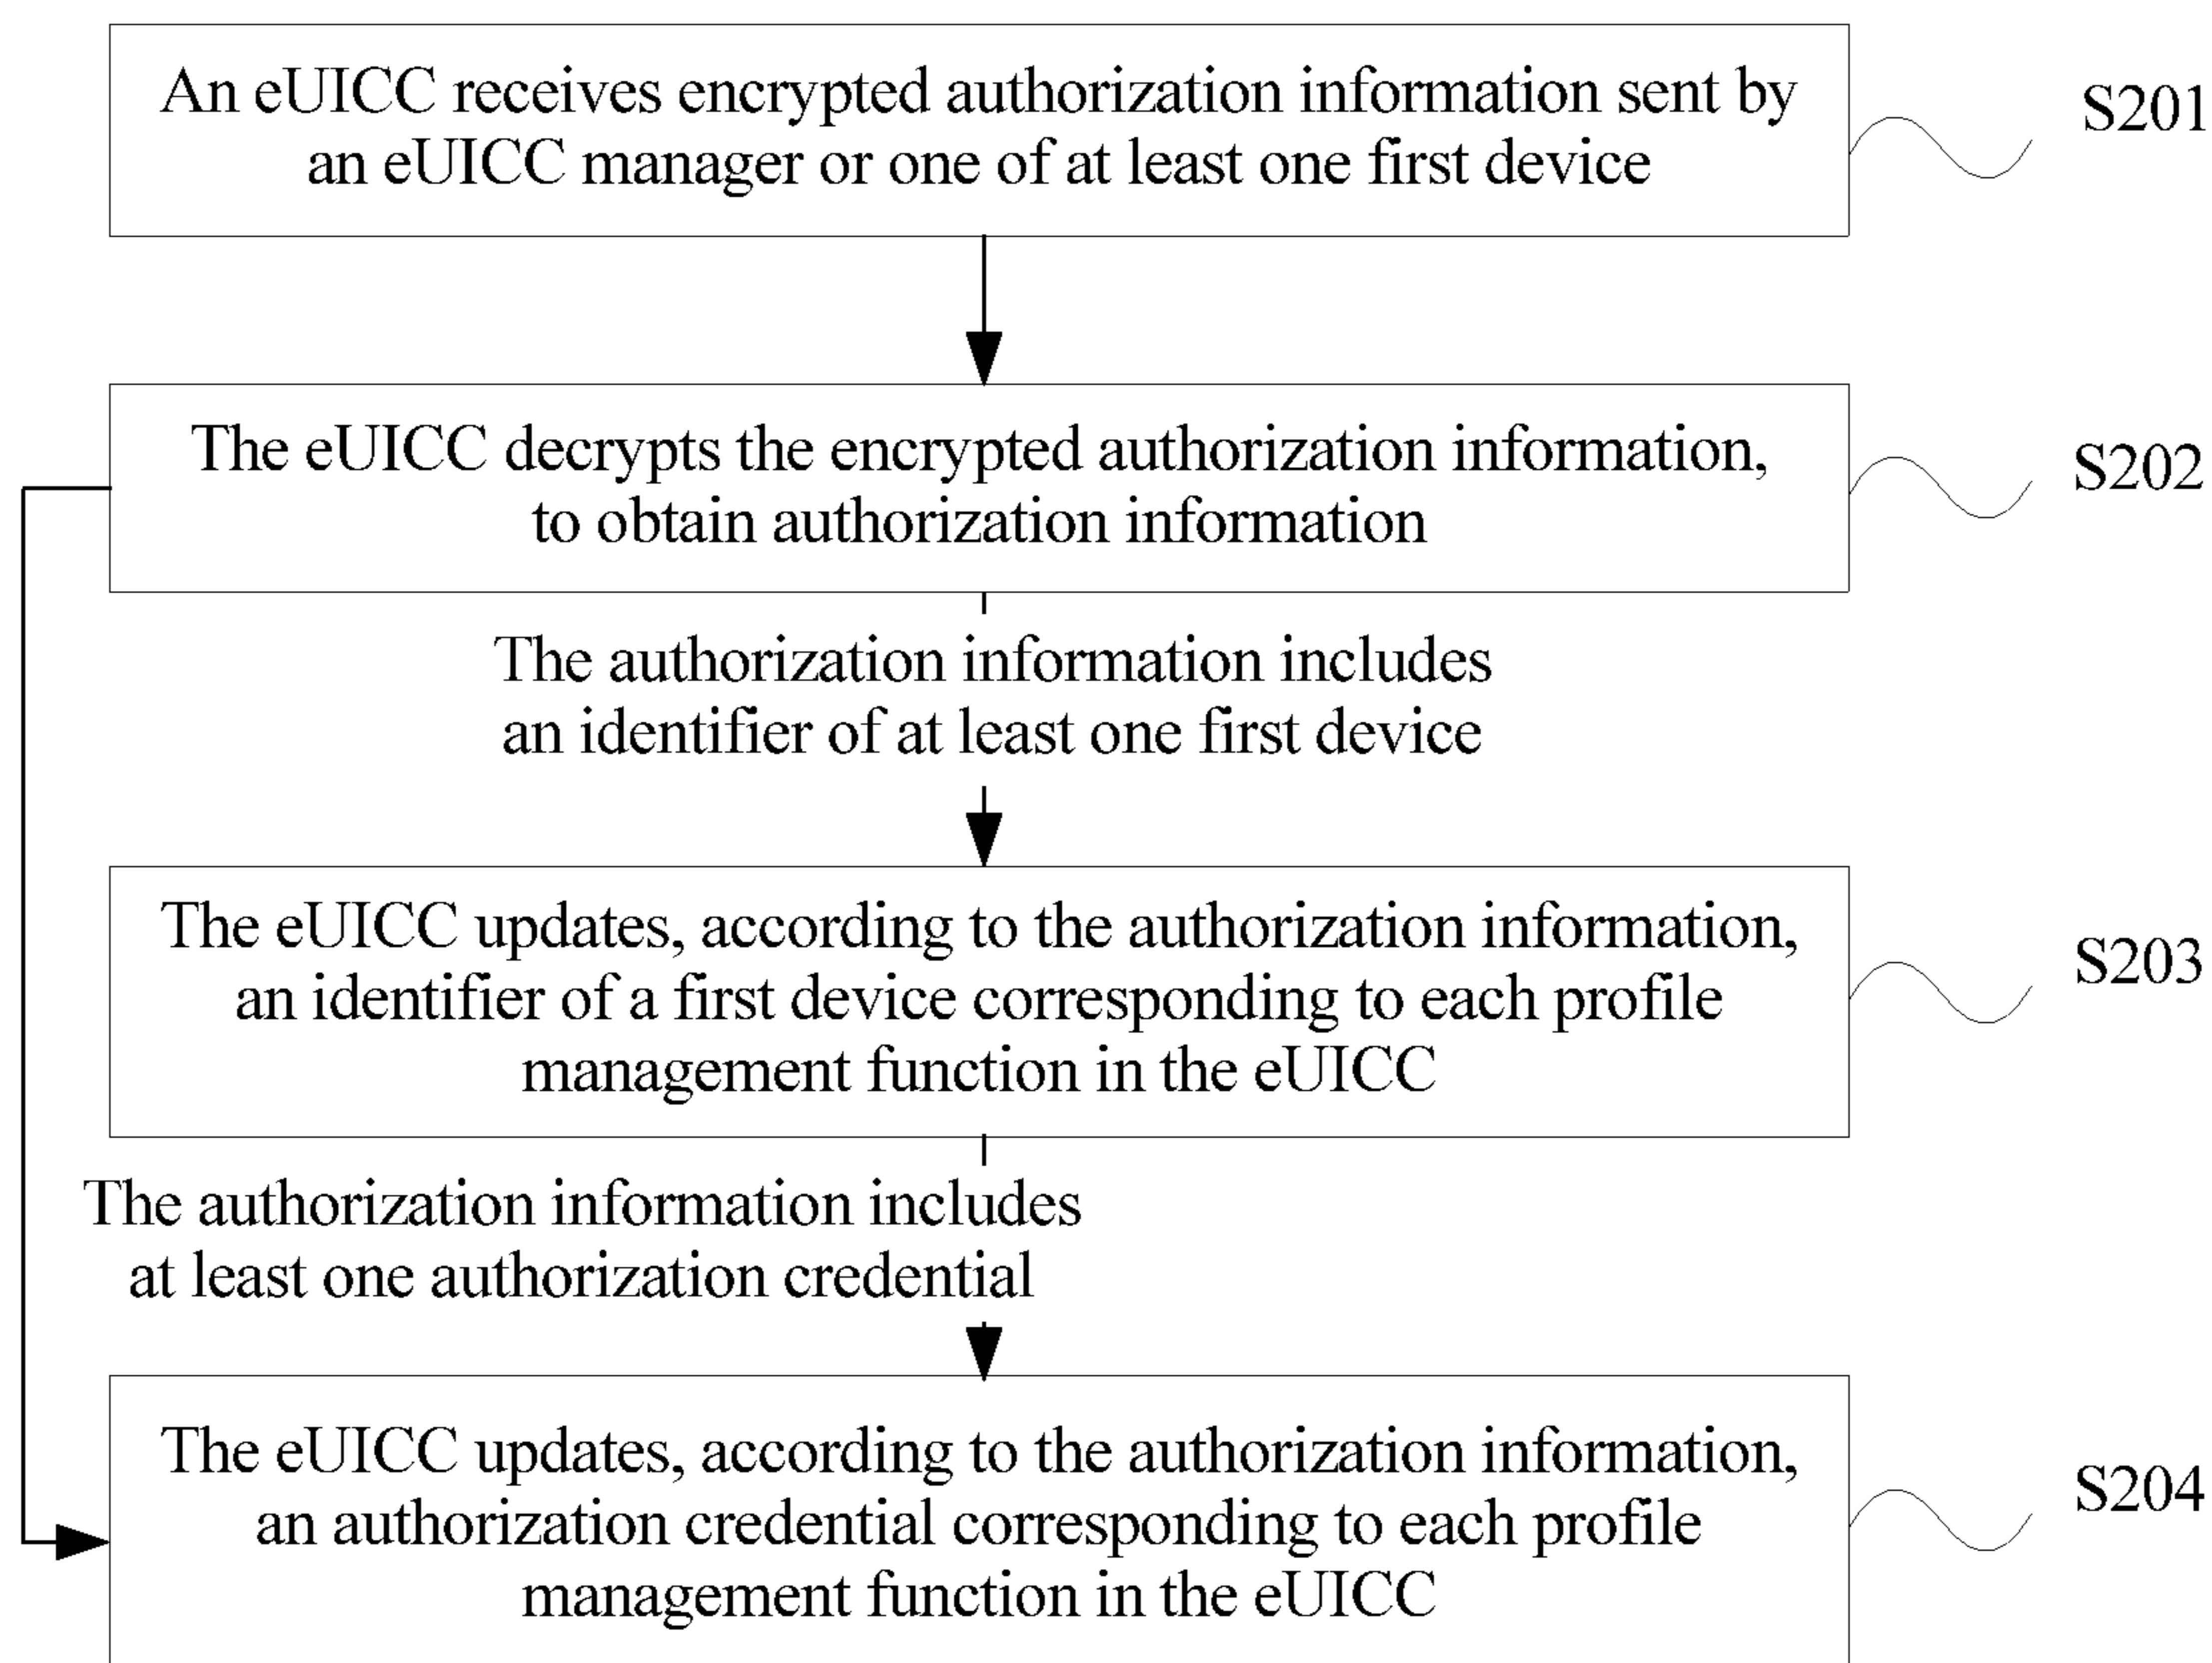 An eUICC receives encrypted authorization information sent by
an eUICC manager or one of at least one first device
S201
The eUICC decrypts the encrypted authorization information,
to obtain authorization information
S202
The authorization information includes
an identifier of at least one first device
The eUICC updates, according to the authorization information,
an identifier of a first device corresponding to each profile
management function in the eUICC
S203
The authorization information includes
at least one authorization credential
The eUICC updates, according to the authorization information,
an authorization credential corresponding to each profile
management function in the eUICC
S204